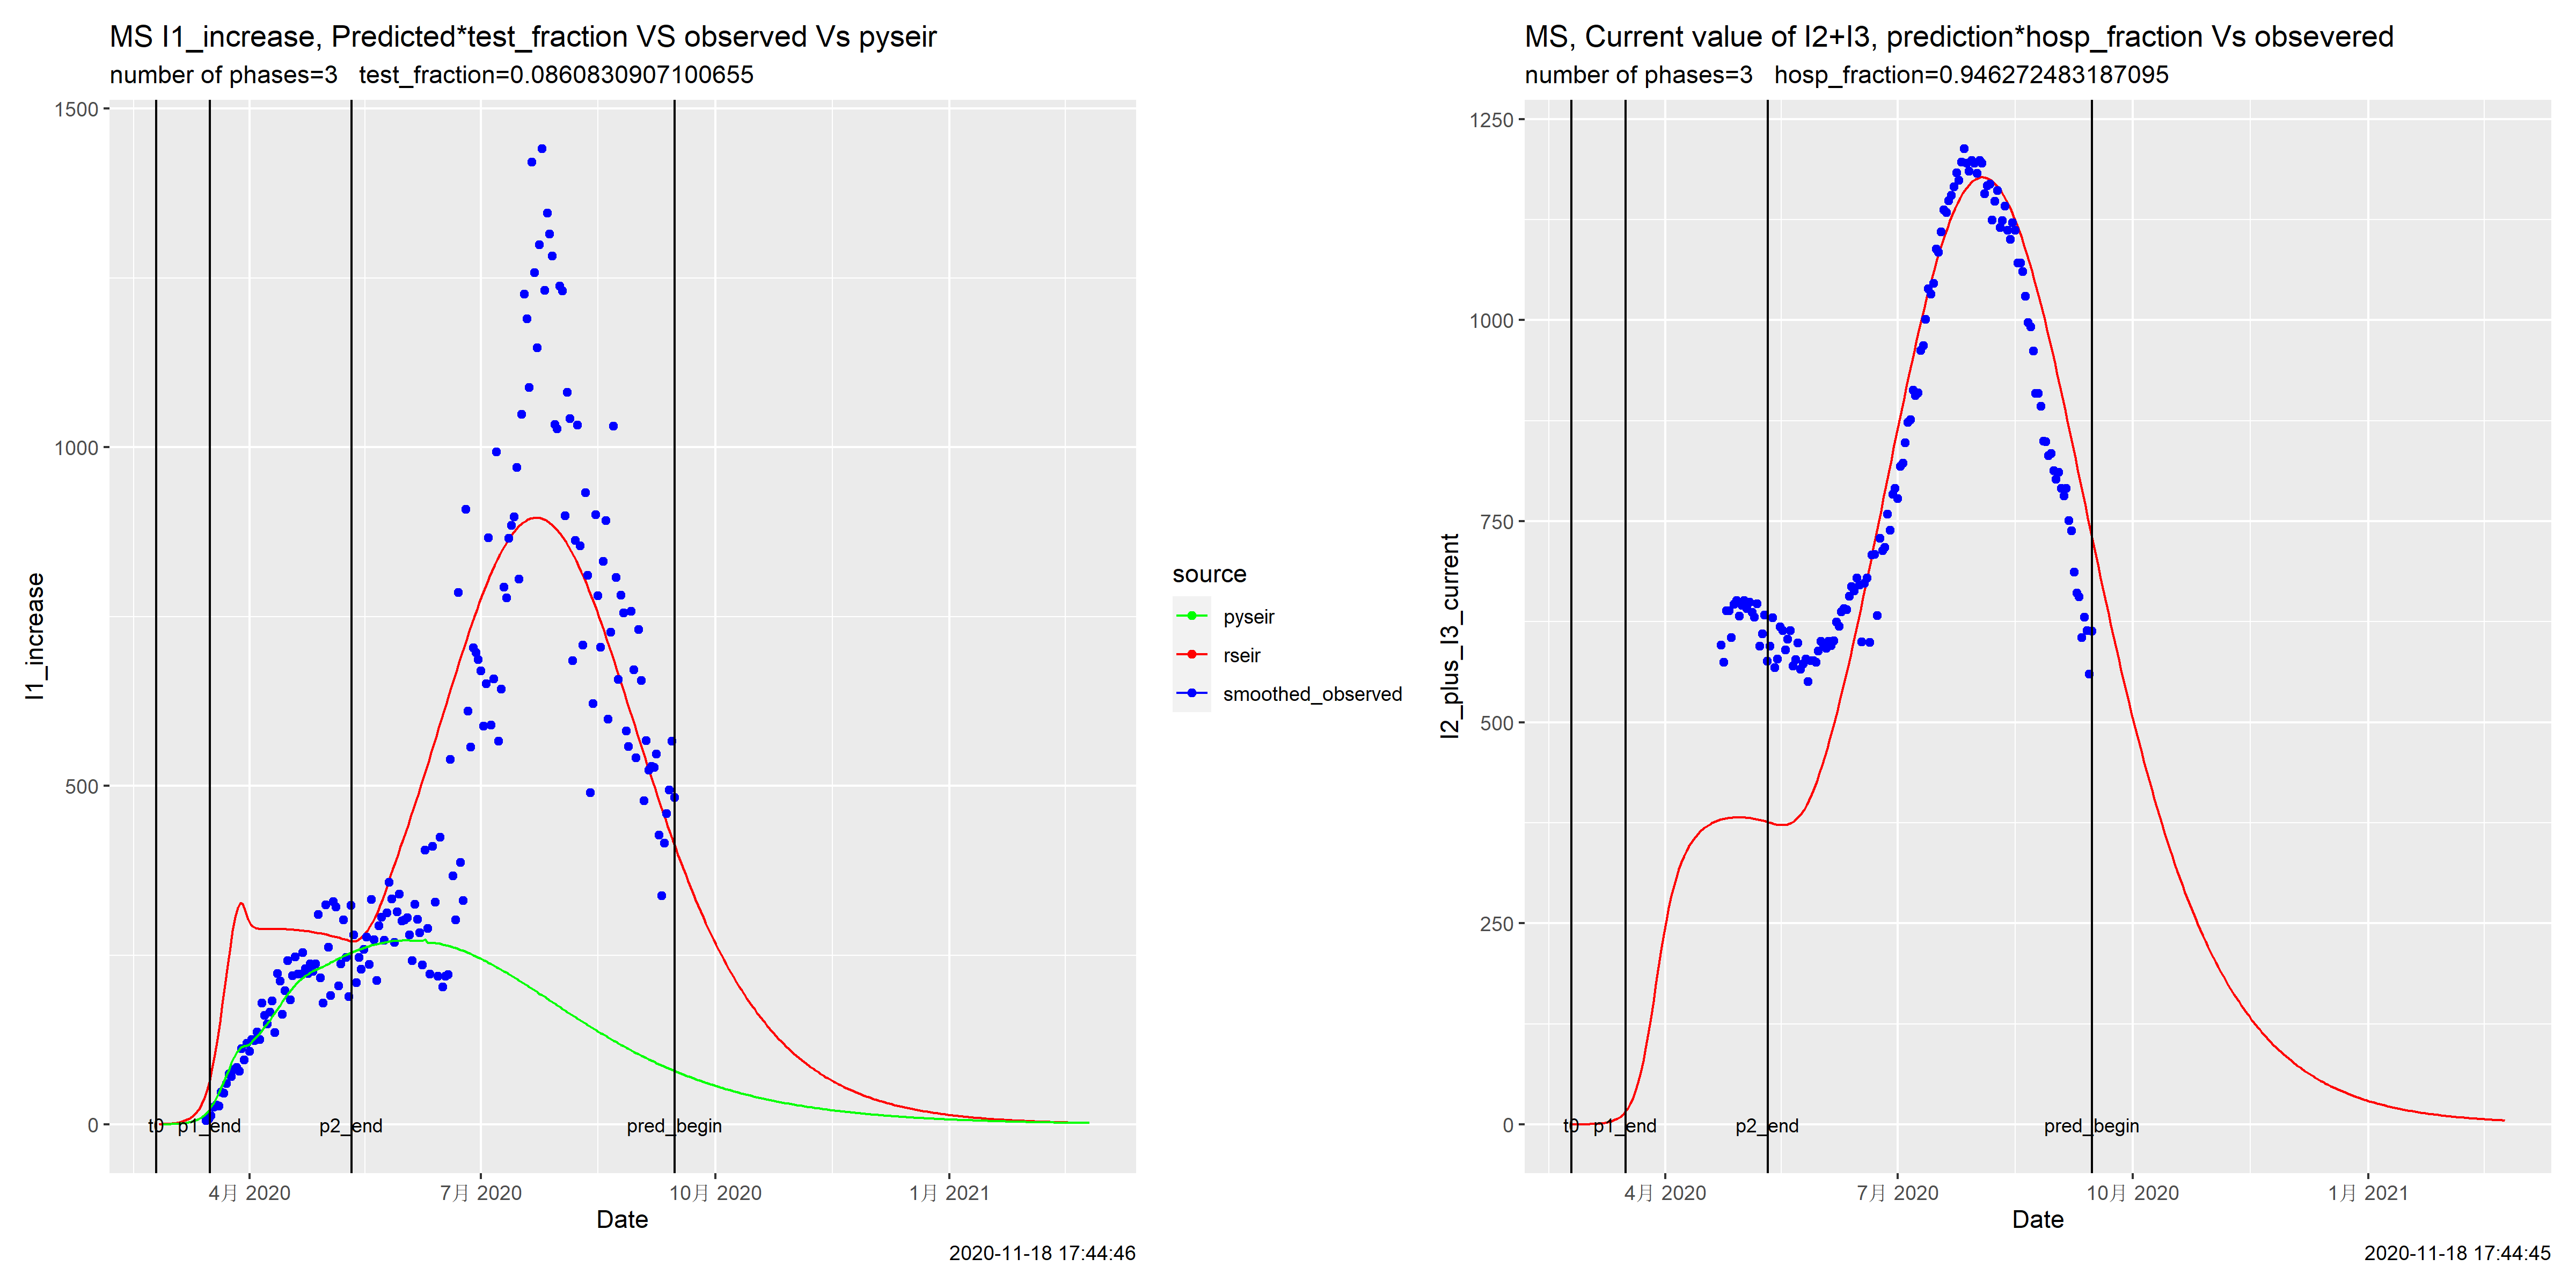 MS I1_increase, Predicted*test_fraction VS observed Vs pyseir
number of phases=3   test_fraction=0.0860830907100655
I1_increase
1500
1000
500
0
t0
p1_end
p2_end
pred_begin
4月 2020
7月 2020
10月 2020
1月 2021
Date
2020-11-18 17:44:46
source
pyseir
rseir
smoothed_observed
MS, Current value of I2+I3, prediction*hosp_fraction Vs obsevered
number of phases=3   hosp_fraction=0.946272483187095
I2_plus_I3_current
1250
1000
750
500
250
0
t0
p1_end
p2_end
pred_begin
4月 2020
7月 2020
10月 2020
1月 2021
Date
2020-11-18 17:44:45